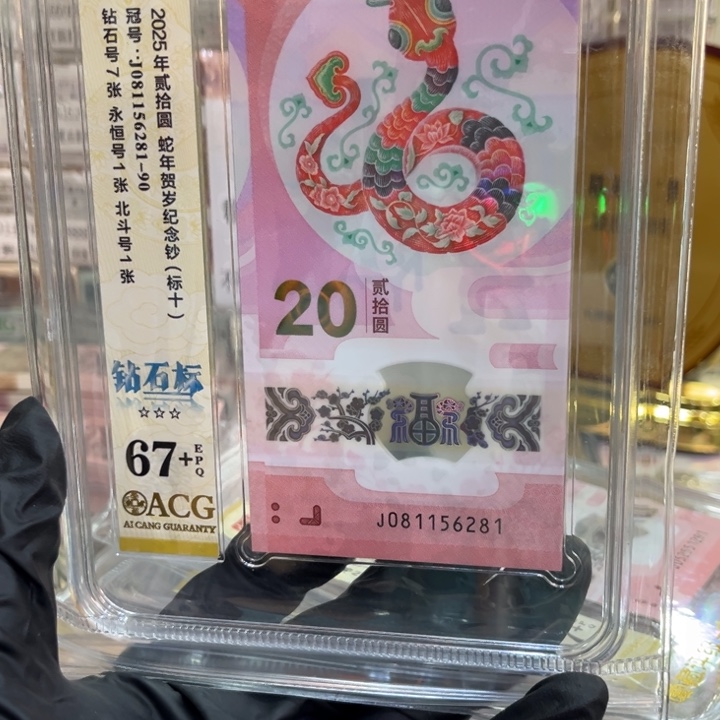 2025年贰拾圆 蛇年贺岁纪念钞(标十)
冠号:J081156281-90
钻石号7张 永恒号1张 北斗号1张
钻石标
☆☆☆
67+EPQ
ACG
AI CANG GUARANTY
20 贰拾圆
福
J081156281